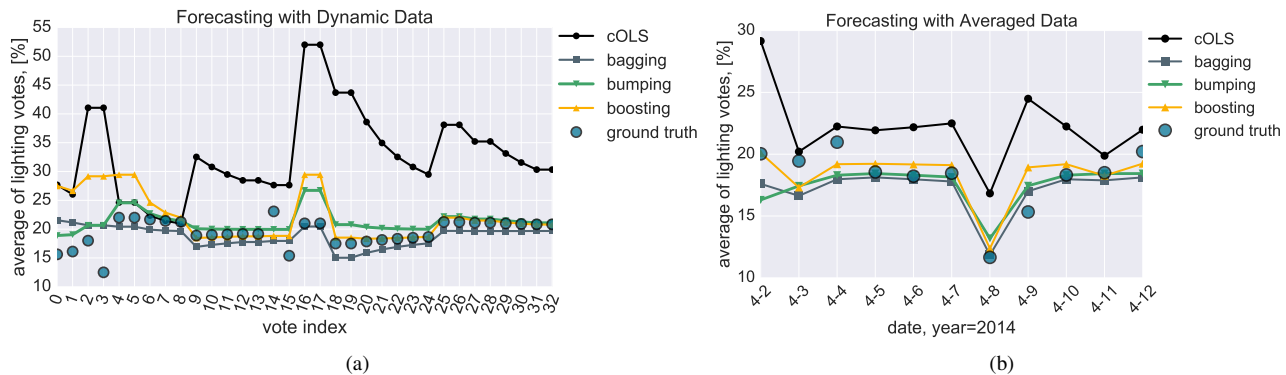 Forecasting with Dynamic Data
average of lighting votes, [%]
55
50
45
40
35
30
25
20
15
10
0 1 2 3 4 5 6 7 8 9 10 11 12 13 14 15 16 17 18 19 20 21 22 23 24 25 26 27 28 29 30 31 32
vote index
cOLS
bagging
bumping
boosting
ground truth
(a)
Forecasting with Averaged Data
average of lighting votes, [%]
30
25
20
15
10
4-2 4-3 4-4 4-5 4-6 4-7 4-8 4-9 4-10 4-11 4-12
date, year=2014
cOLS
bagging
bumping
boosting
ground truth
(b)